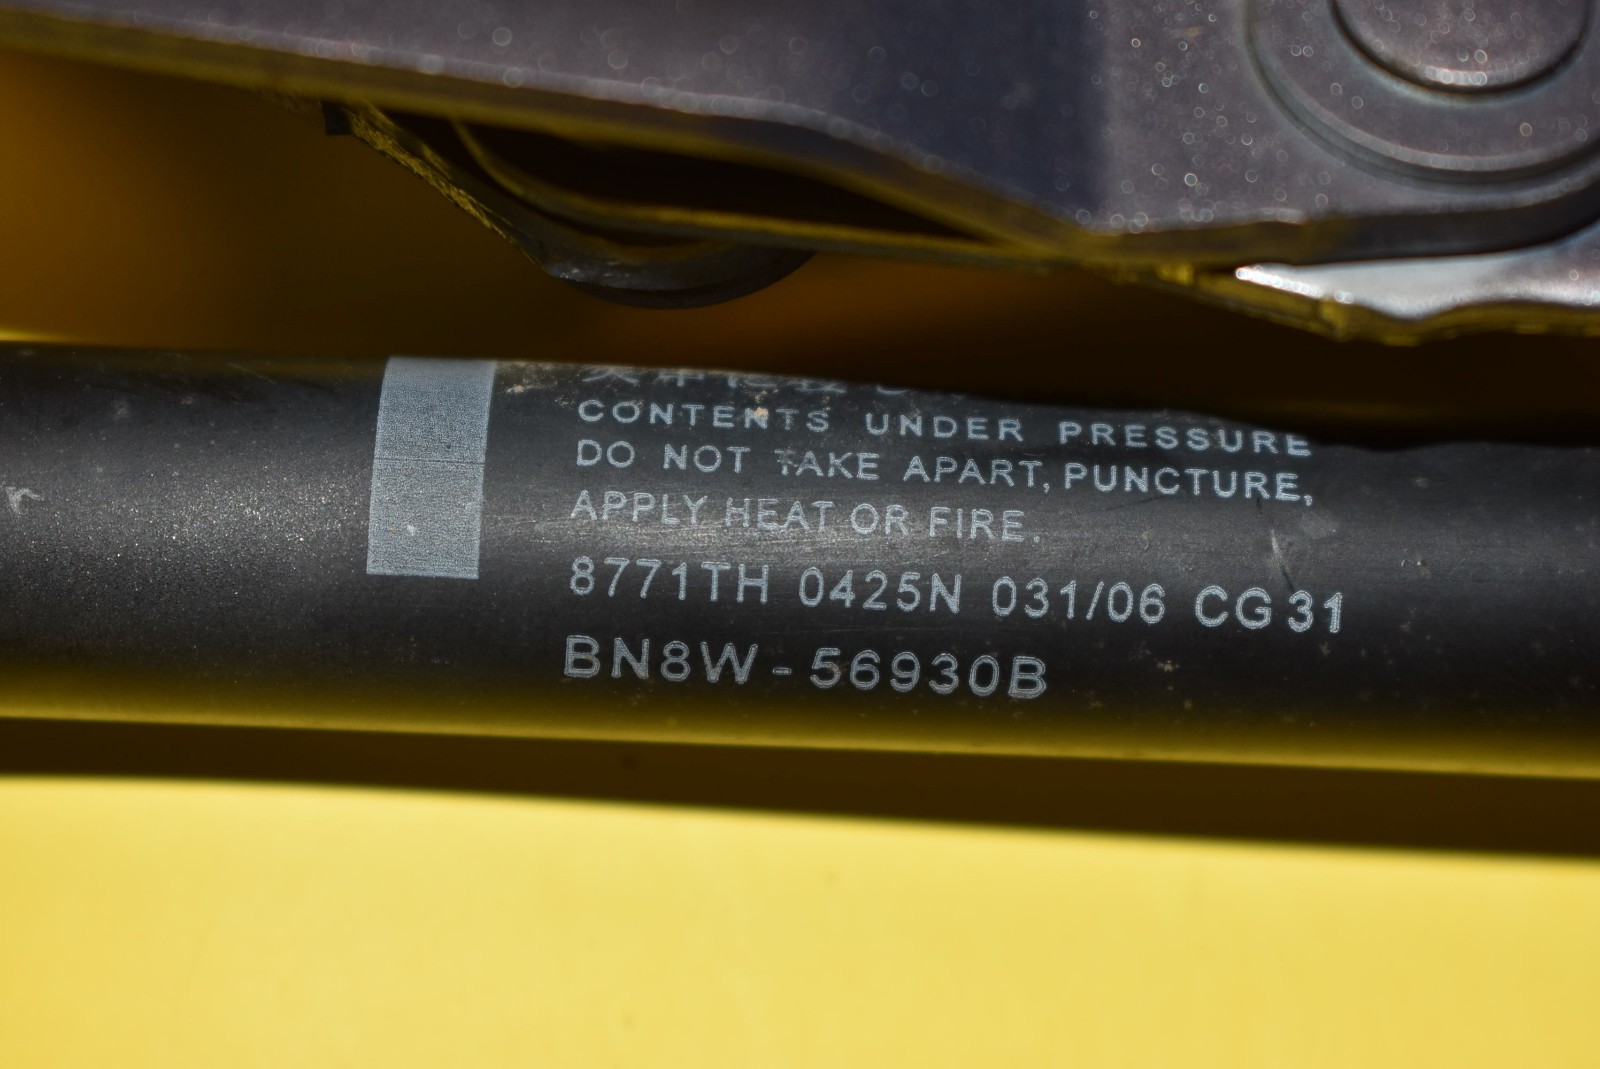 CONTENTS UNDER PRESSURE
DO NOT TAKE APART, PUNCTURE,
APPLY HEAT OR FIRE.
8771TH 0425N 031/06 CG31
BN8W-56930B